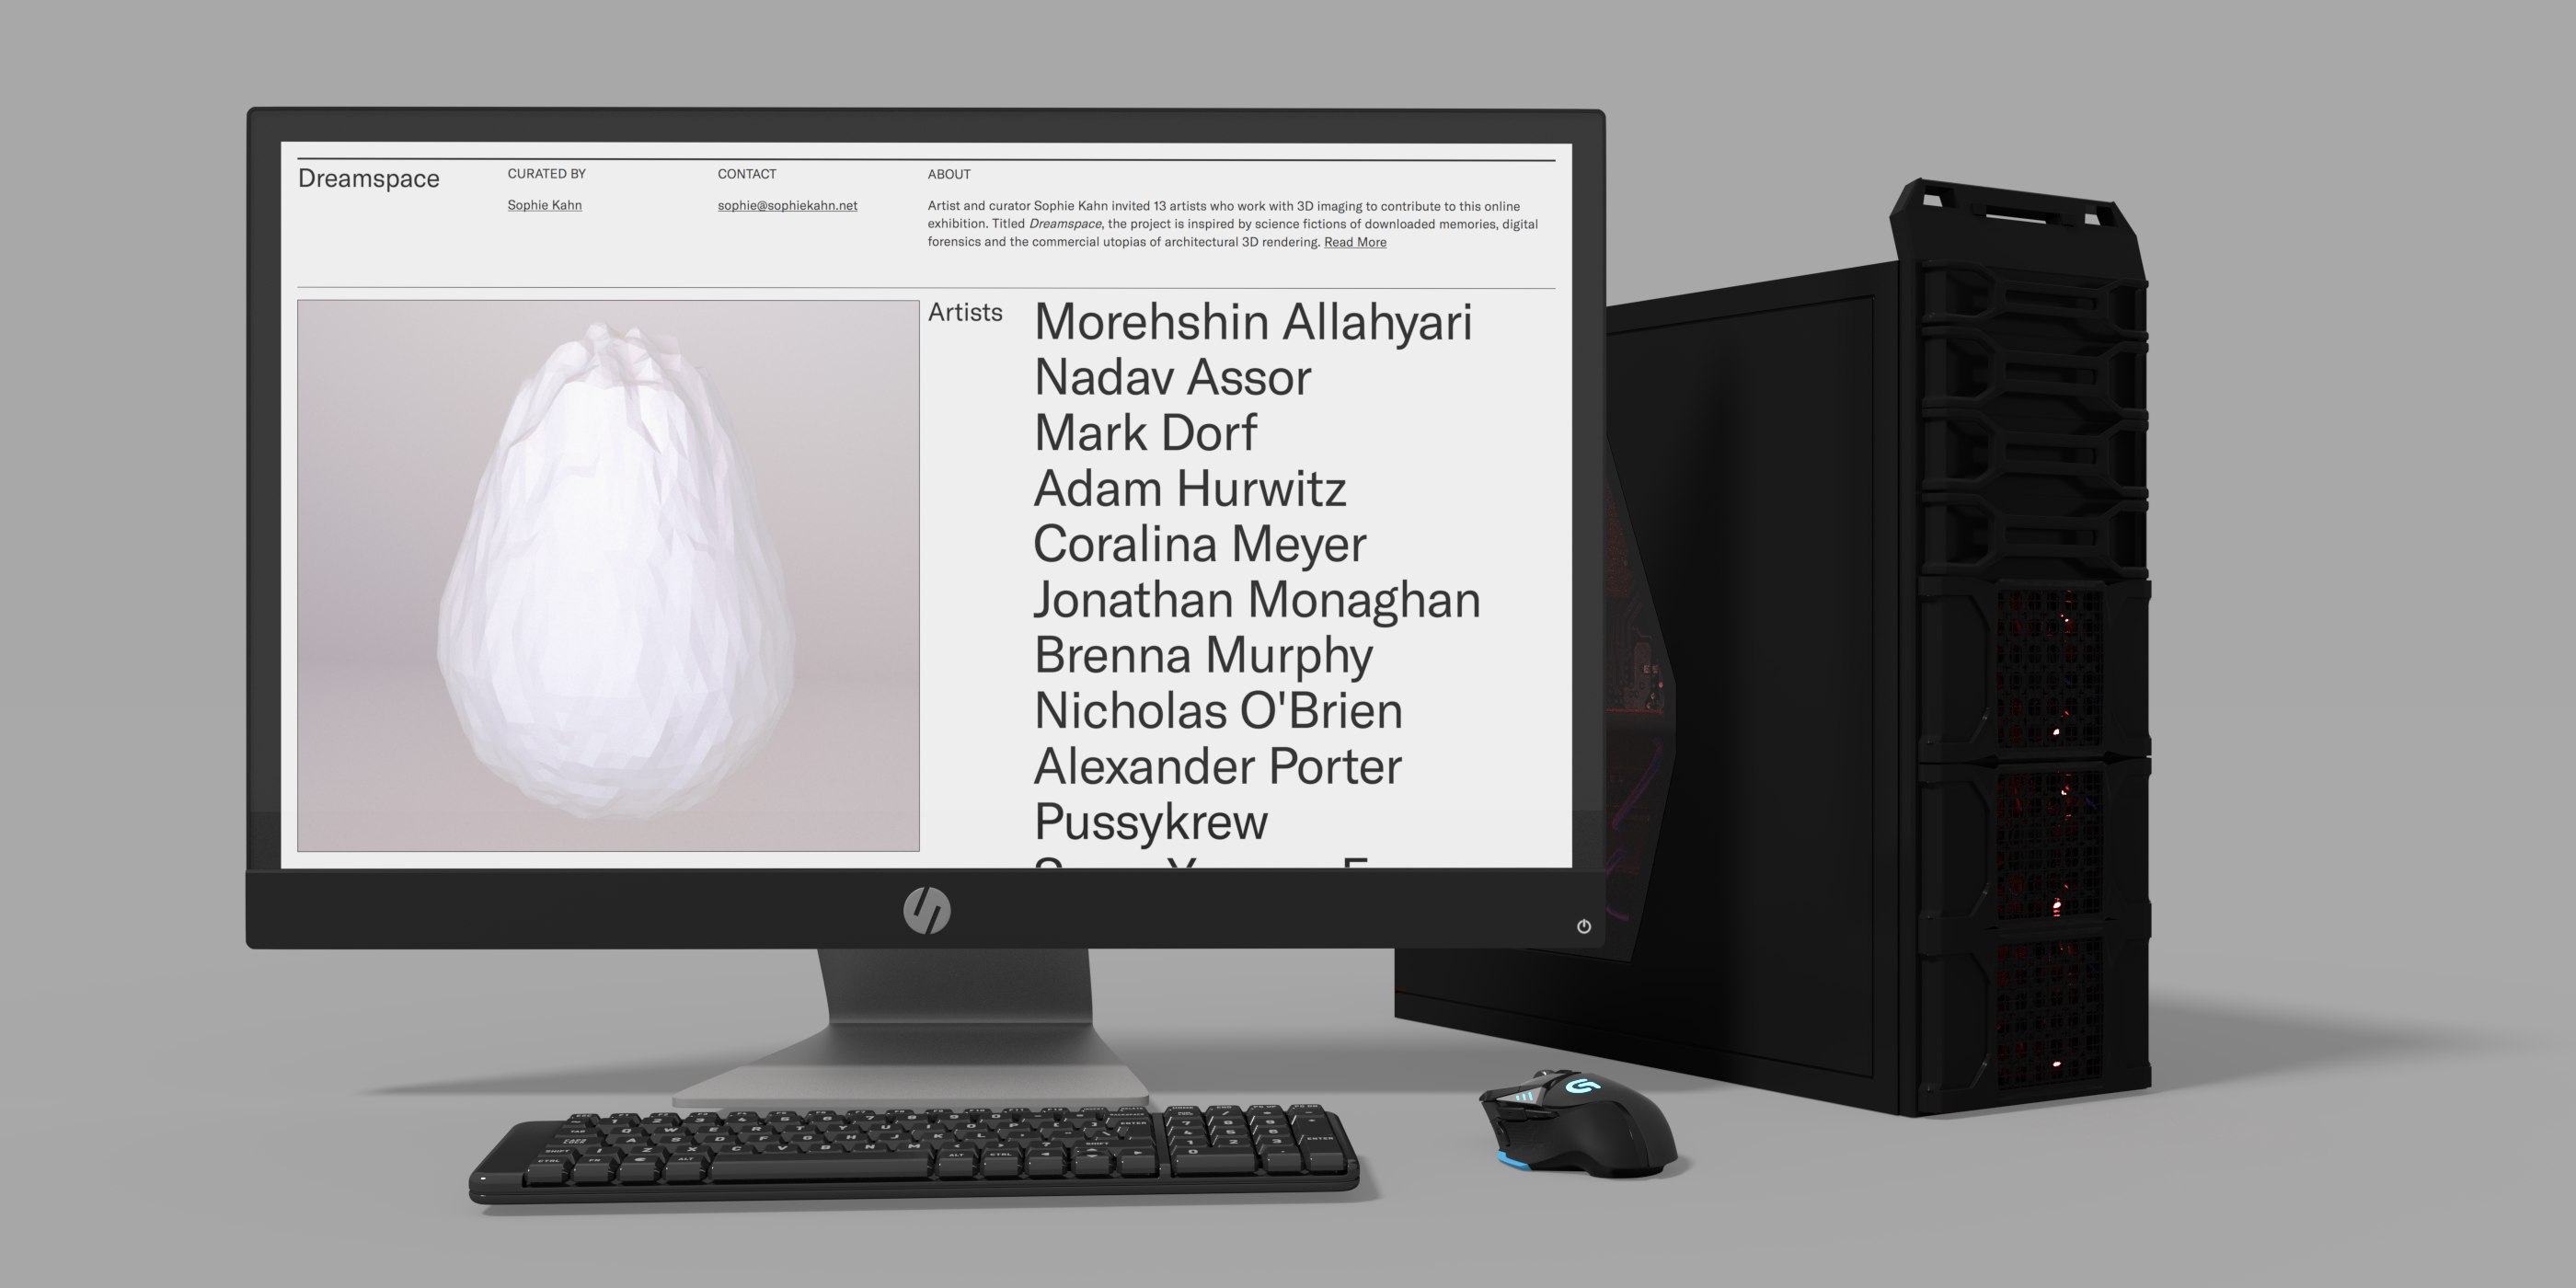 Dreamspace
CURATED BY
Sophie Kahn
CONTACT
sophie@sophiekahn.net
ABOUT
Artist and curator Sophie Kahn invited 13 artists who work with 3D imaging to contribute to this online
exhibition. Titled Dreamspace, the project is inspired by science fictions of downloaded memories, digital
forensics and the commercial utopias of architectural 3D rendering. Read More
Artists
Morehshin Allahyari
Nadav Assor
Mark Dorf
Adam Hurwitz
Coralina Meyer
Jonathan Monaghan
Brenna Murphy
Nicholas O'Brien
Alexander Porter
Pussykrew